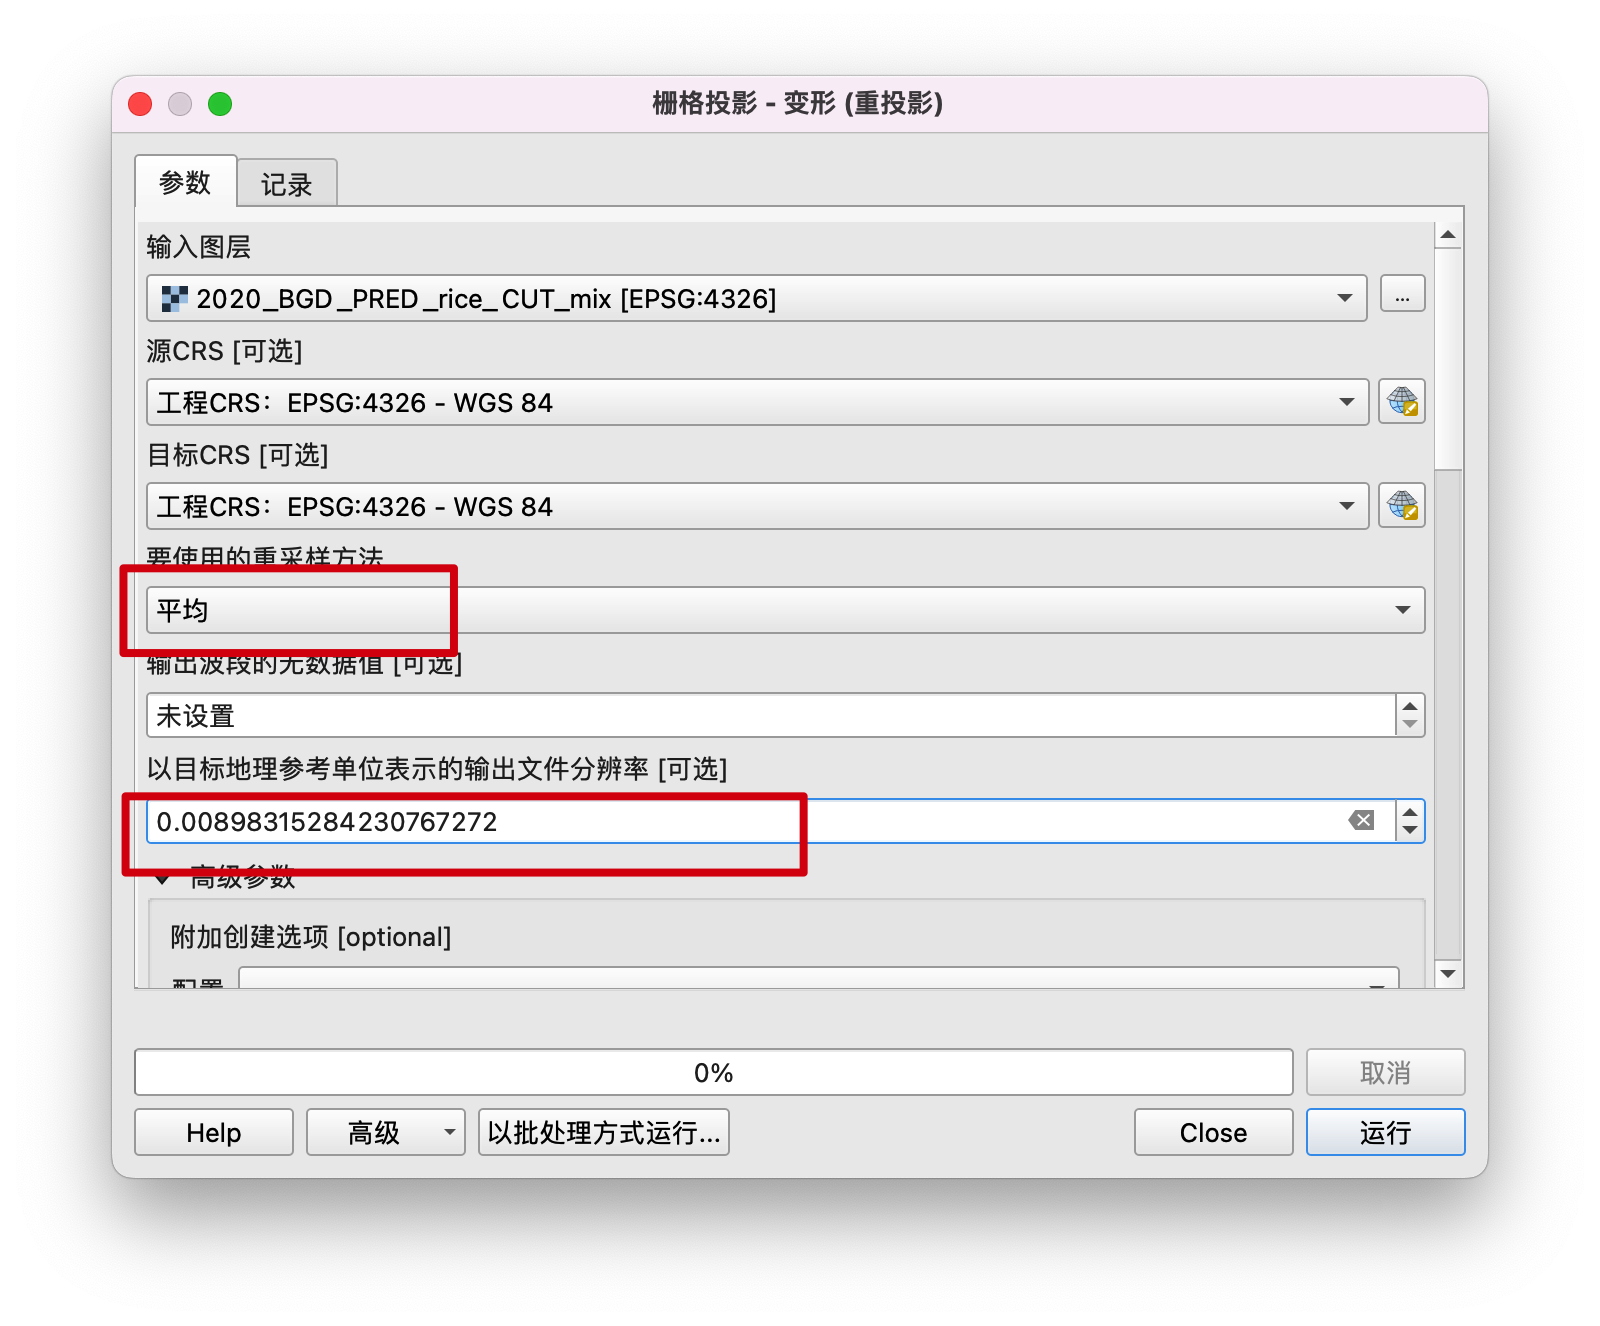 栅格投影 - 变形 (重投影)
参数
记录
输入图层
2020_BGD_PRED_rice_CUT_mix [EPSG:4326]
...
源CRS [可选]
工程CRS：EPSG:4326 - WGS 84
目标CRS [可选]
工程CRS：EPSG:4326 - WGS 84
要使用的重采样方法
平均
输出波段的无数据值 [可选]
未设置
以目标地理参考单位表示的输出文件分辨率 [可选]
0.00898315284230767272
高级参数
附加创建选项 [optional]
配置
0%
取消
Help
高级
以批处理方式运行...
Close
运行